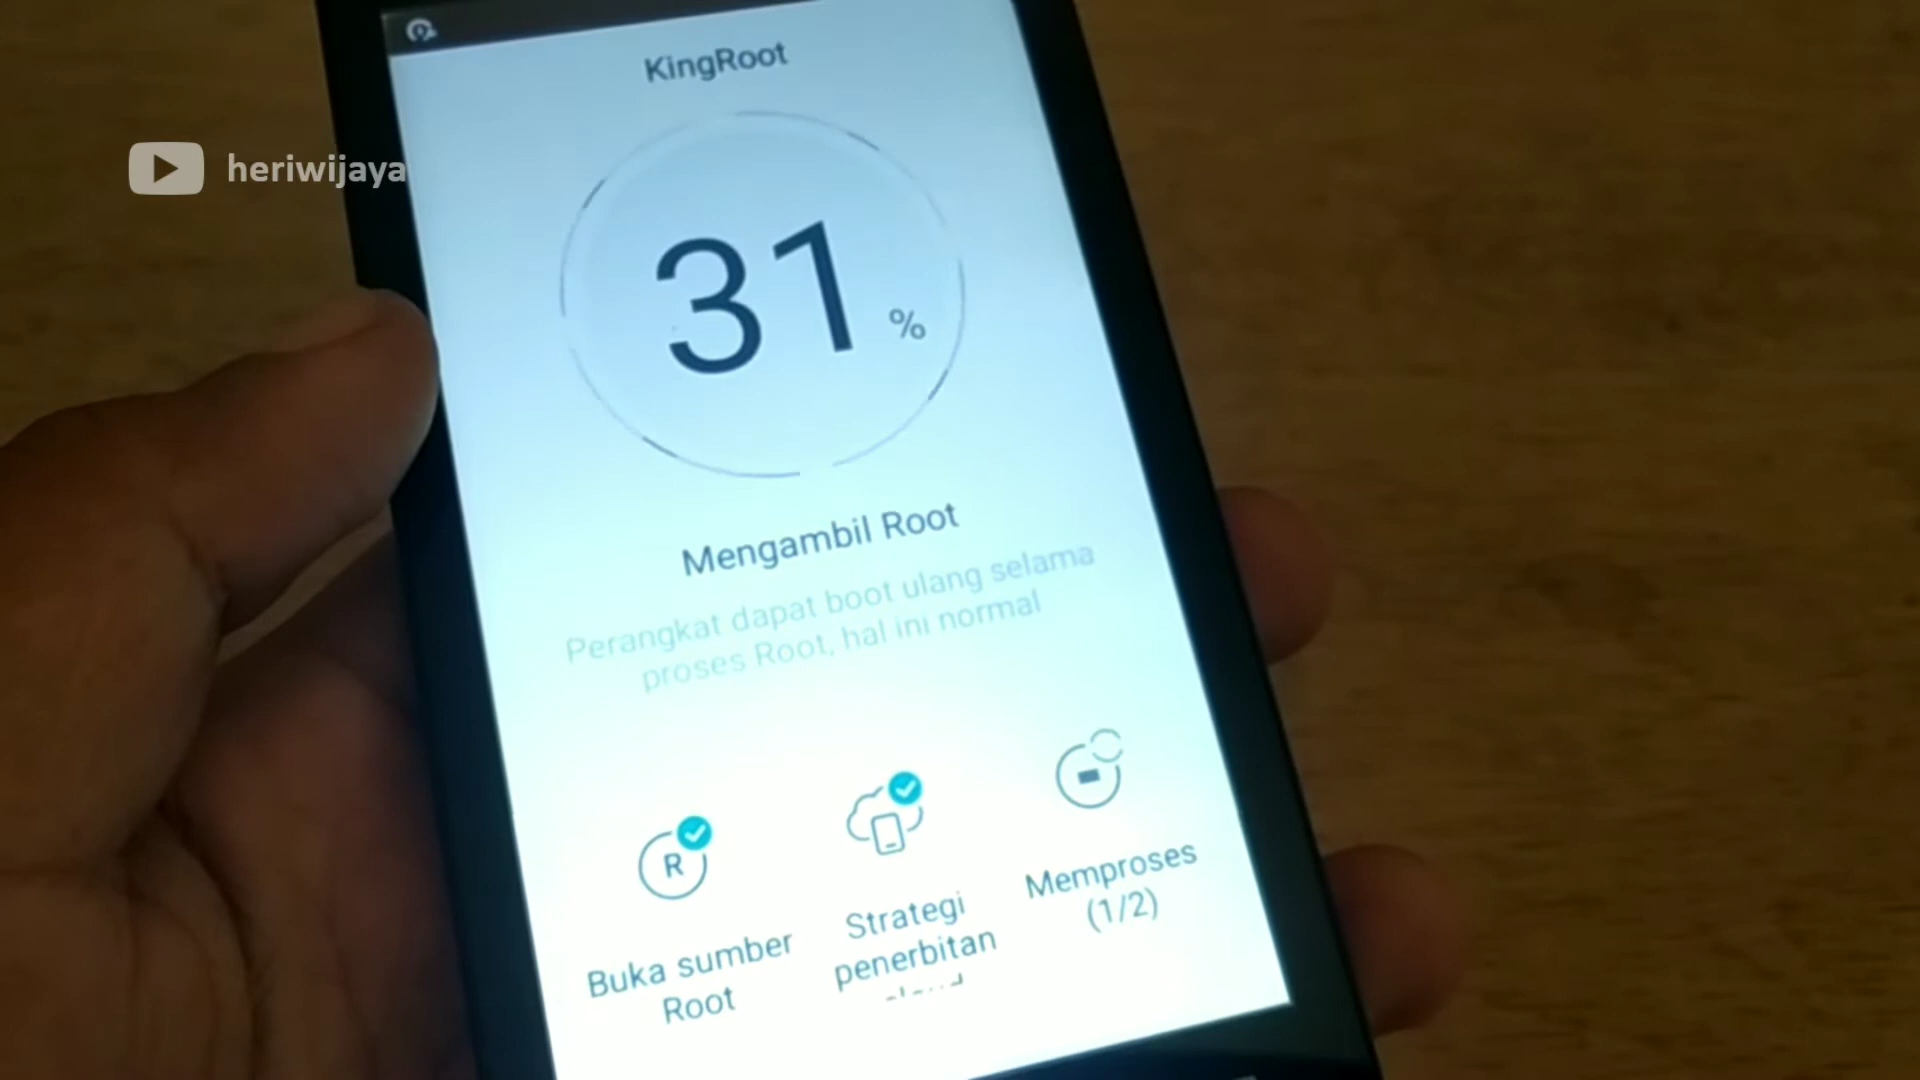 KingRoot
heriwijaya
31 %
Mengambil Root
Perangkat dapat boot ulang selama
proses Root, hal ini normal
R
Buka sumber
Root
Strategi
penerbitan
Memproses
(1/2)